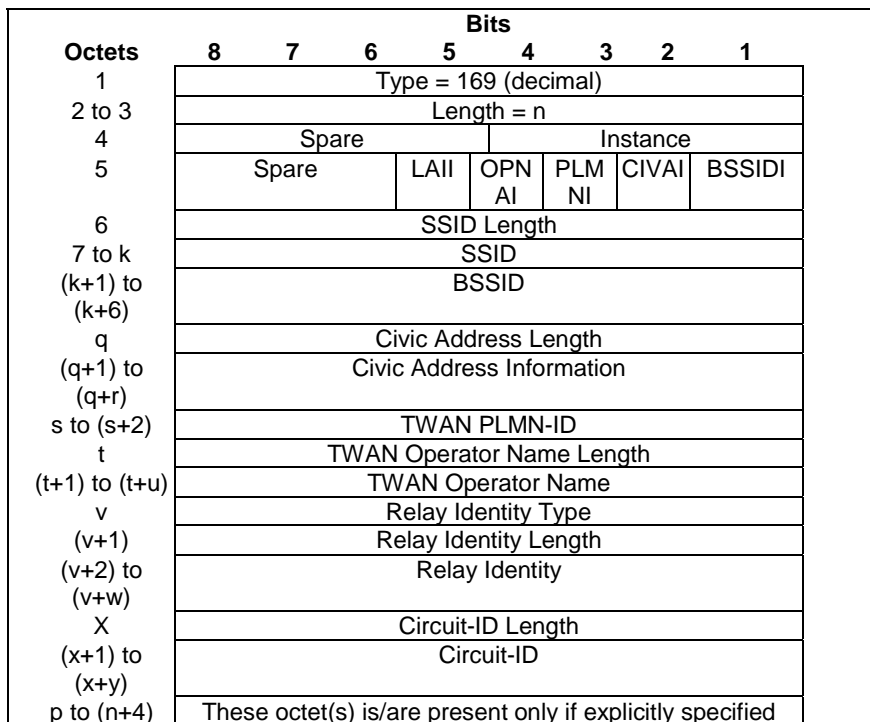 Bits
Octets 8 7 6 5 4 3 2 1
1 Type = 169 (decimal)
2 to 3 Length = n
4 Spare Instance
5 Spare LAII OPN PLM CIVAI BSSIDI
AI NI
6 SSID Length
7 to k SSID
(k+1) to BSSID
(k+6)
q Civic Address Length
(q+1) to Civic Address Information
(q+r)
s to (s+2) TWAN PLMN-ID
t TWAN Operator Name Length
(t+1) to (t+u) TWAN Operator Name
v Relay Identity Type
(v+1) Relay Identity Length
(v+2) to Relay Identity
(v+w)
X Circuit-ID Length
(x+1) to Circuit-ID
(x+y)
p to (n+4) These octet(s) is/are present only if explicitly specified